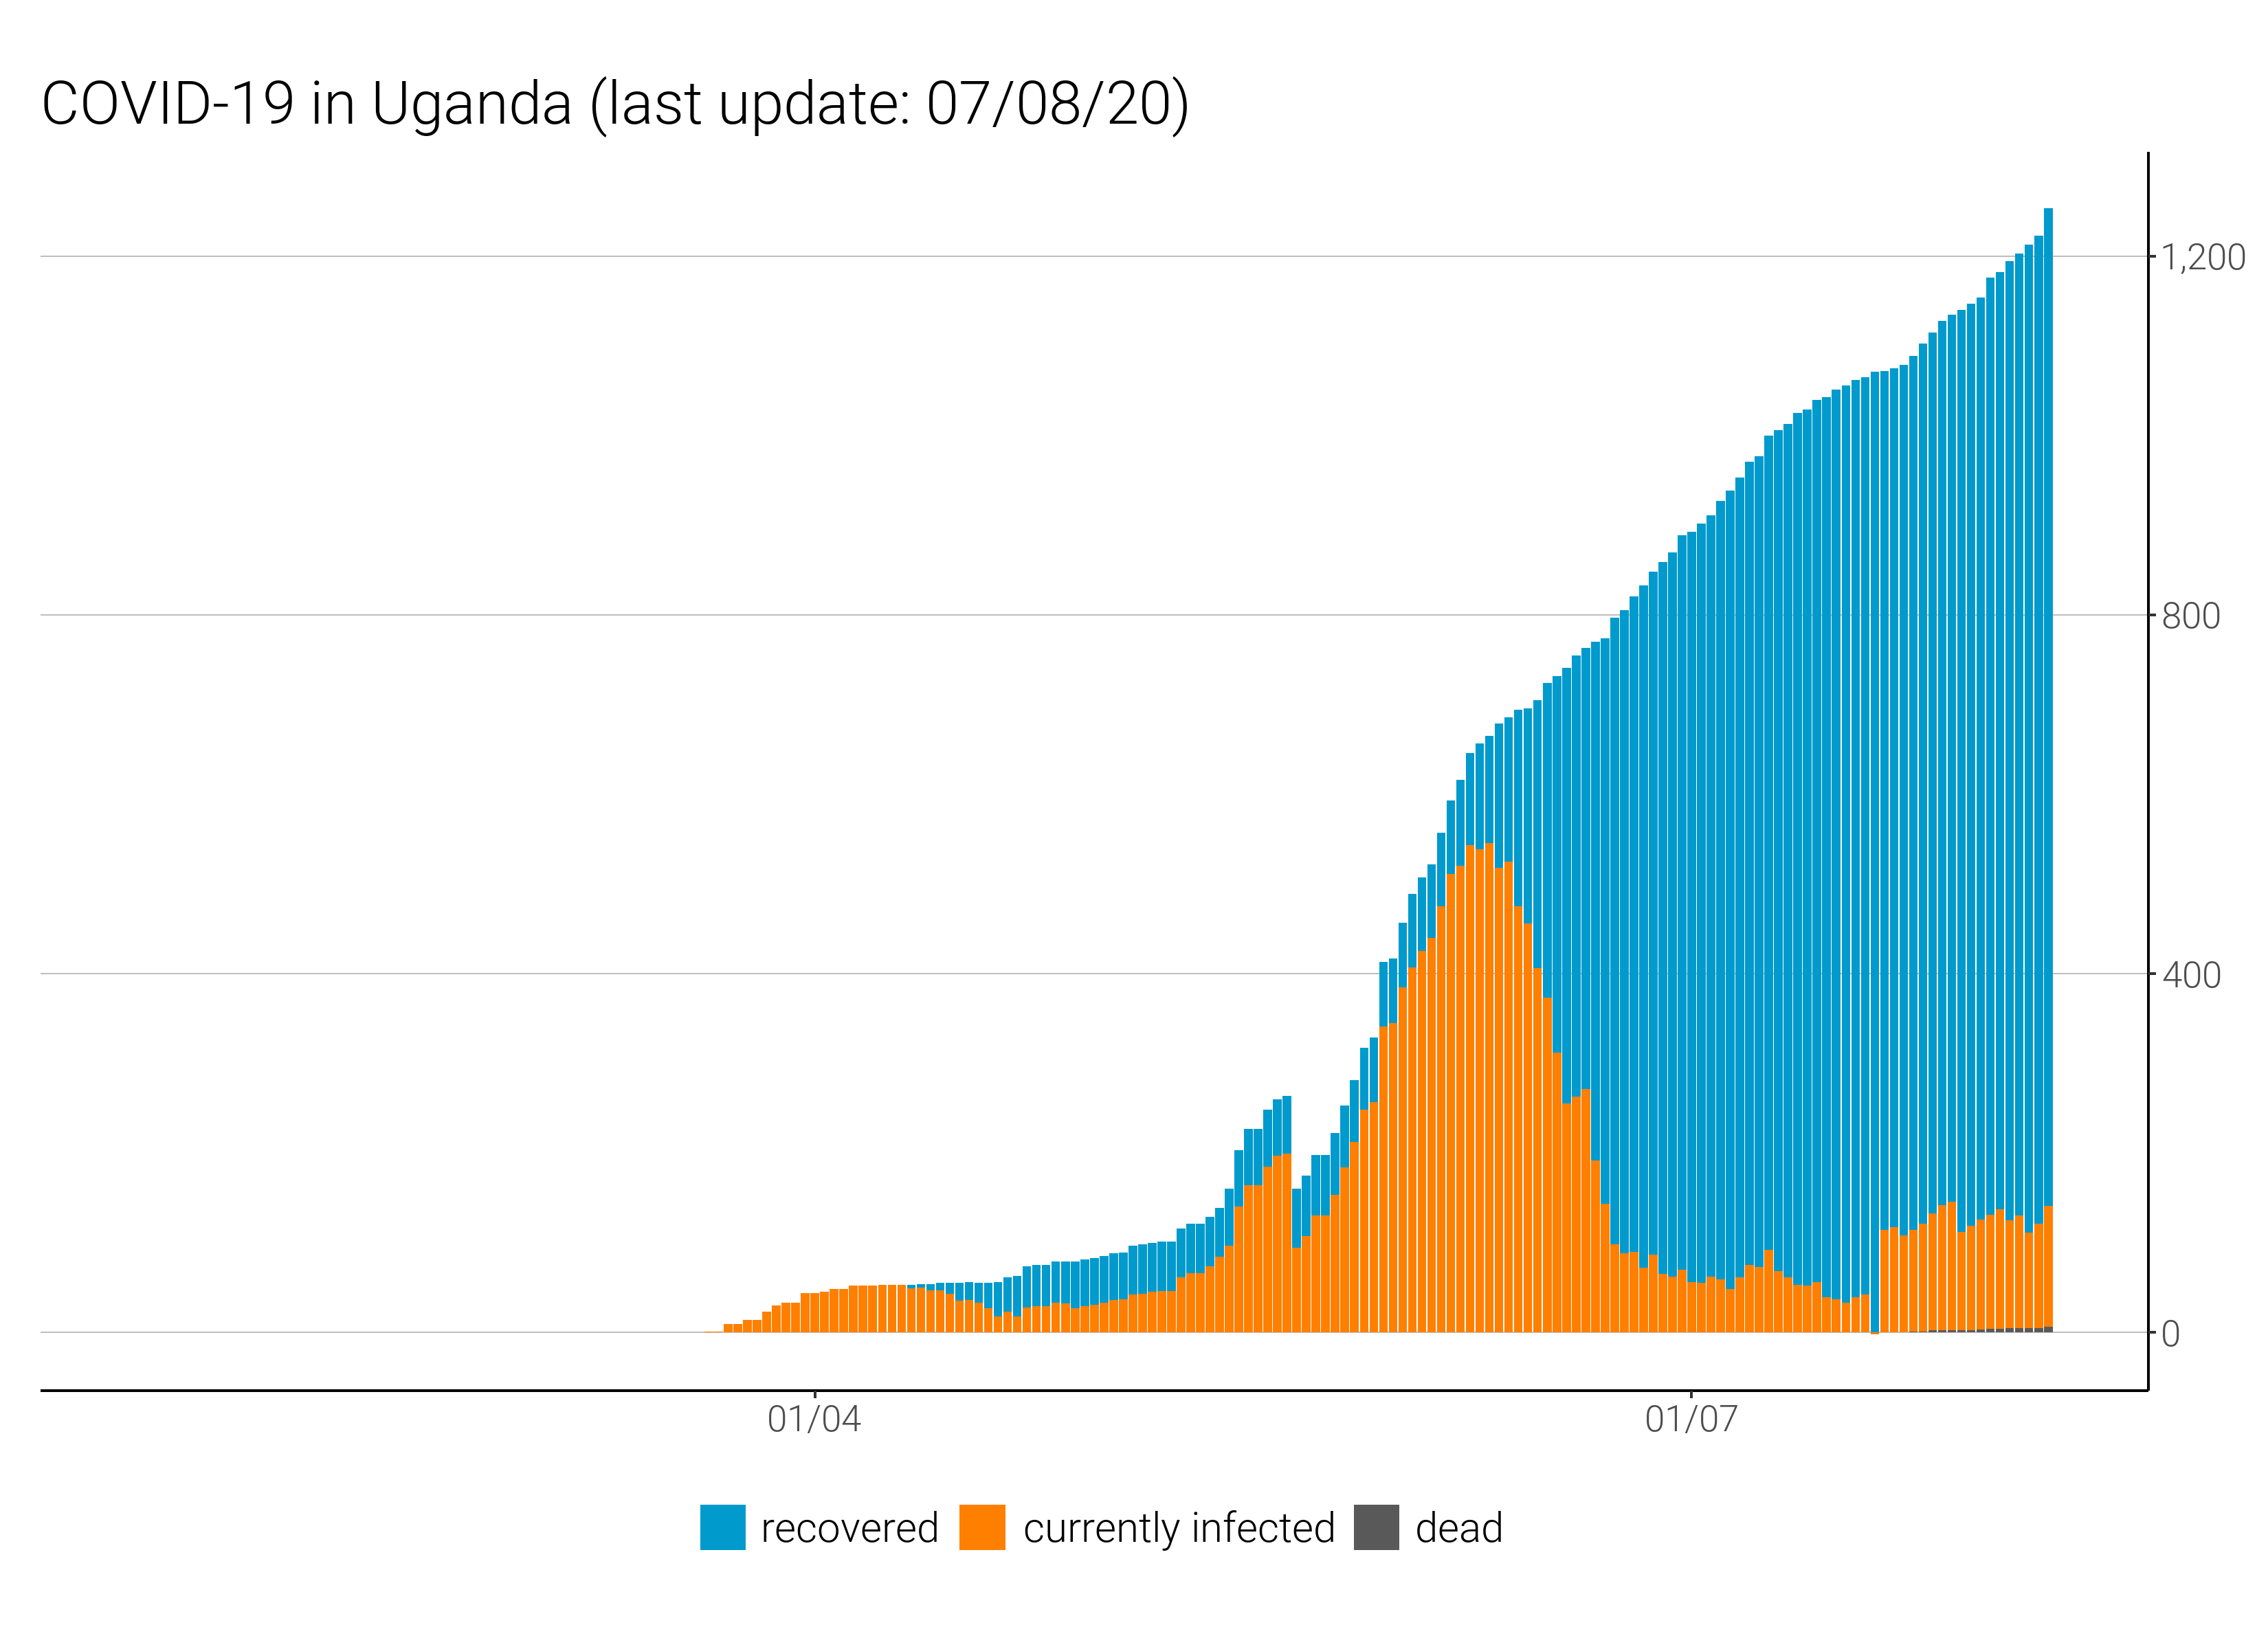 COVID-19 in Uganda (last update: 07/08/20)
1,200
800
400
0
01/04 01/07
recovered currently infected dead